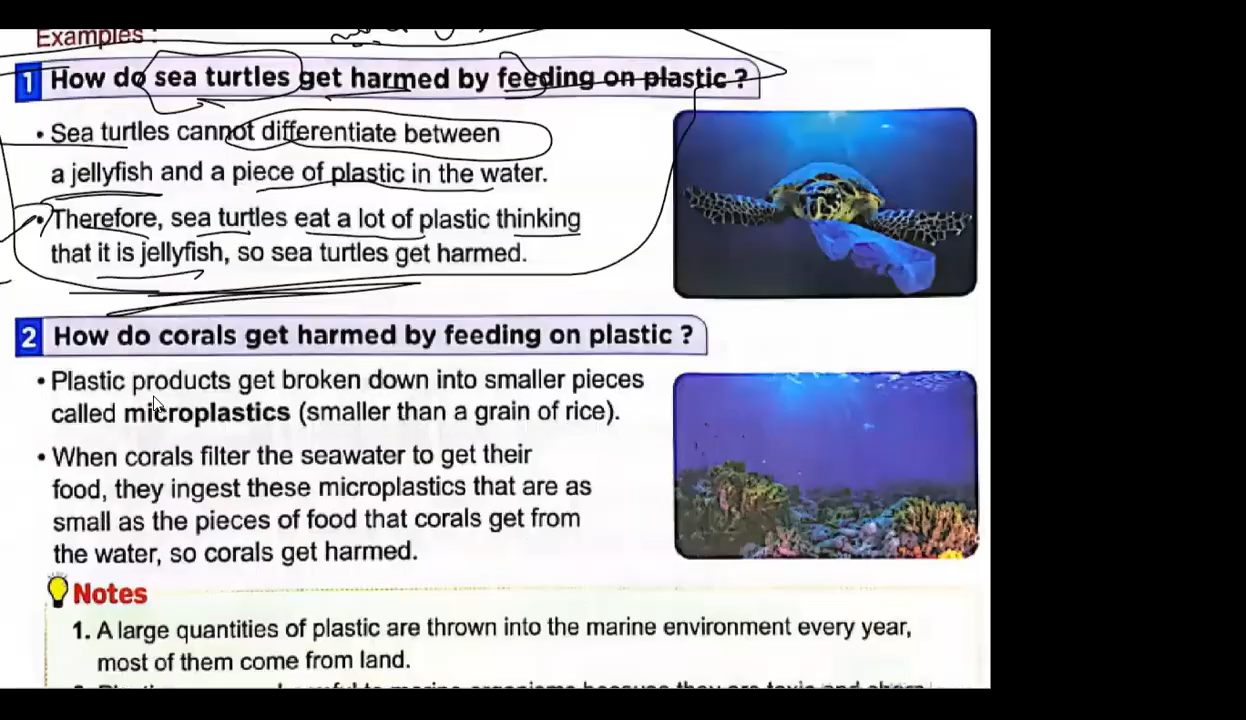 Examples :
1 How do sea turtles get harmed by feeding on plastic ?
• Sea turtles cannot differentiate between
a jellyfish and a piece of plastic in the water.
• Therefore, sea turtles eat a lot of plastic thinking
that it is jellyfish, so sea turtles get harmed.
2 How do corals get harmed by feeding on plastic ?
• Plastic products get broken down into smaller pieces
called microplastics (smaller than a grain of rice).
• When corals filter the seawater to get their
food, they ingest these microplastics that are as
small as the pieces of food that corals get from
the water, so corals get harmed.
Notes
1. A large quantities of plastic are thrown into the marine environment every year,
most of them come from land.